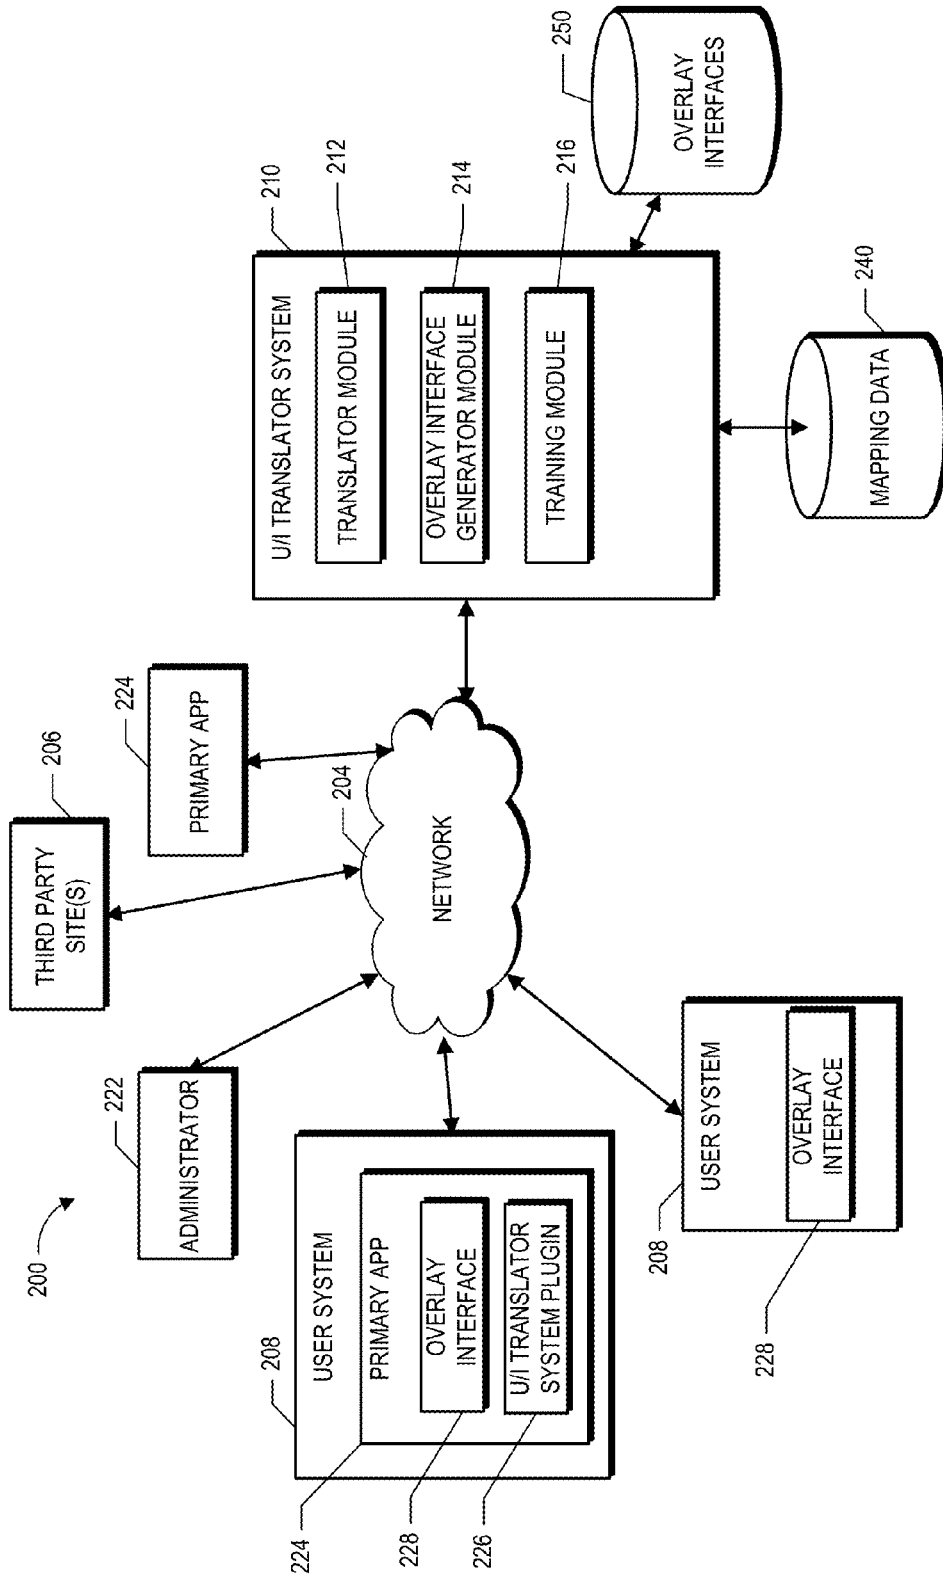 200
222
ADMINISTRATOR
206
THIRD PARTY
SITE(S)
224
PRIMARY APP
204
NETWORK
208
USER SYSTEM
224
PRIMARY APP
228
OVERLAY
INTERFACE
226
U/I TRANSLATOR
SYSTEM PLUGIN
208
USER SYSTEM
228
OVERLAY
INTERFACE
210
U/I TRANSLATOR SYSTEM
212
TRANSLATOR MODULE
214
OVERLAY INTERFACE
GENERATOR MODULE
216
TRAINING MODULE
250
OVERLAY
INTERFACES
240
MAPPING DATA